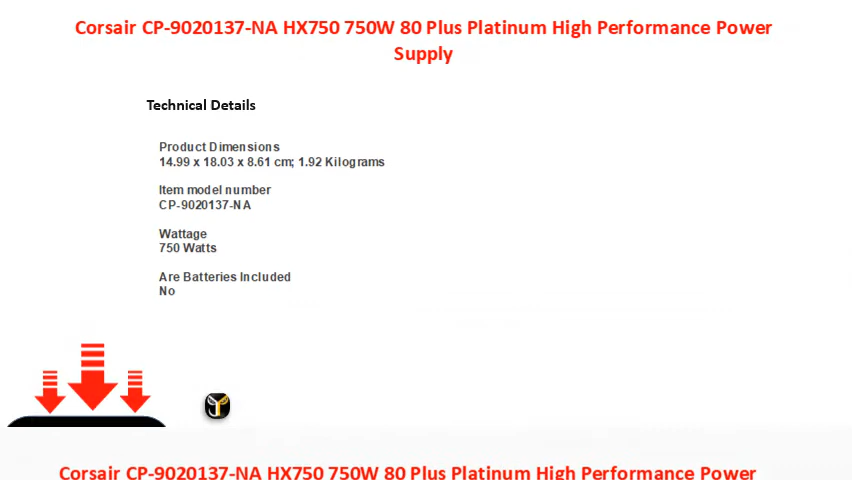 Corsair CP-9020137-NA HX750 750W 80 Plus Platinum High Performance Power
Supply
Technical Details
Product Dimensions
14.99 x 18.03 x 8.61 cm; 1.92 Kilograms
Item model number
CP-9020137-NA
Wattage
750 Watts
Are Batteries Included
No
Corsair CP-9020137-NA HX750 750W 80 Plus Platinum High Performance Power